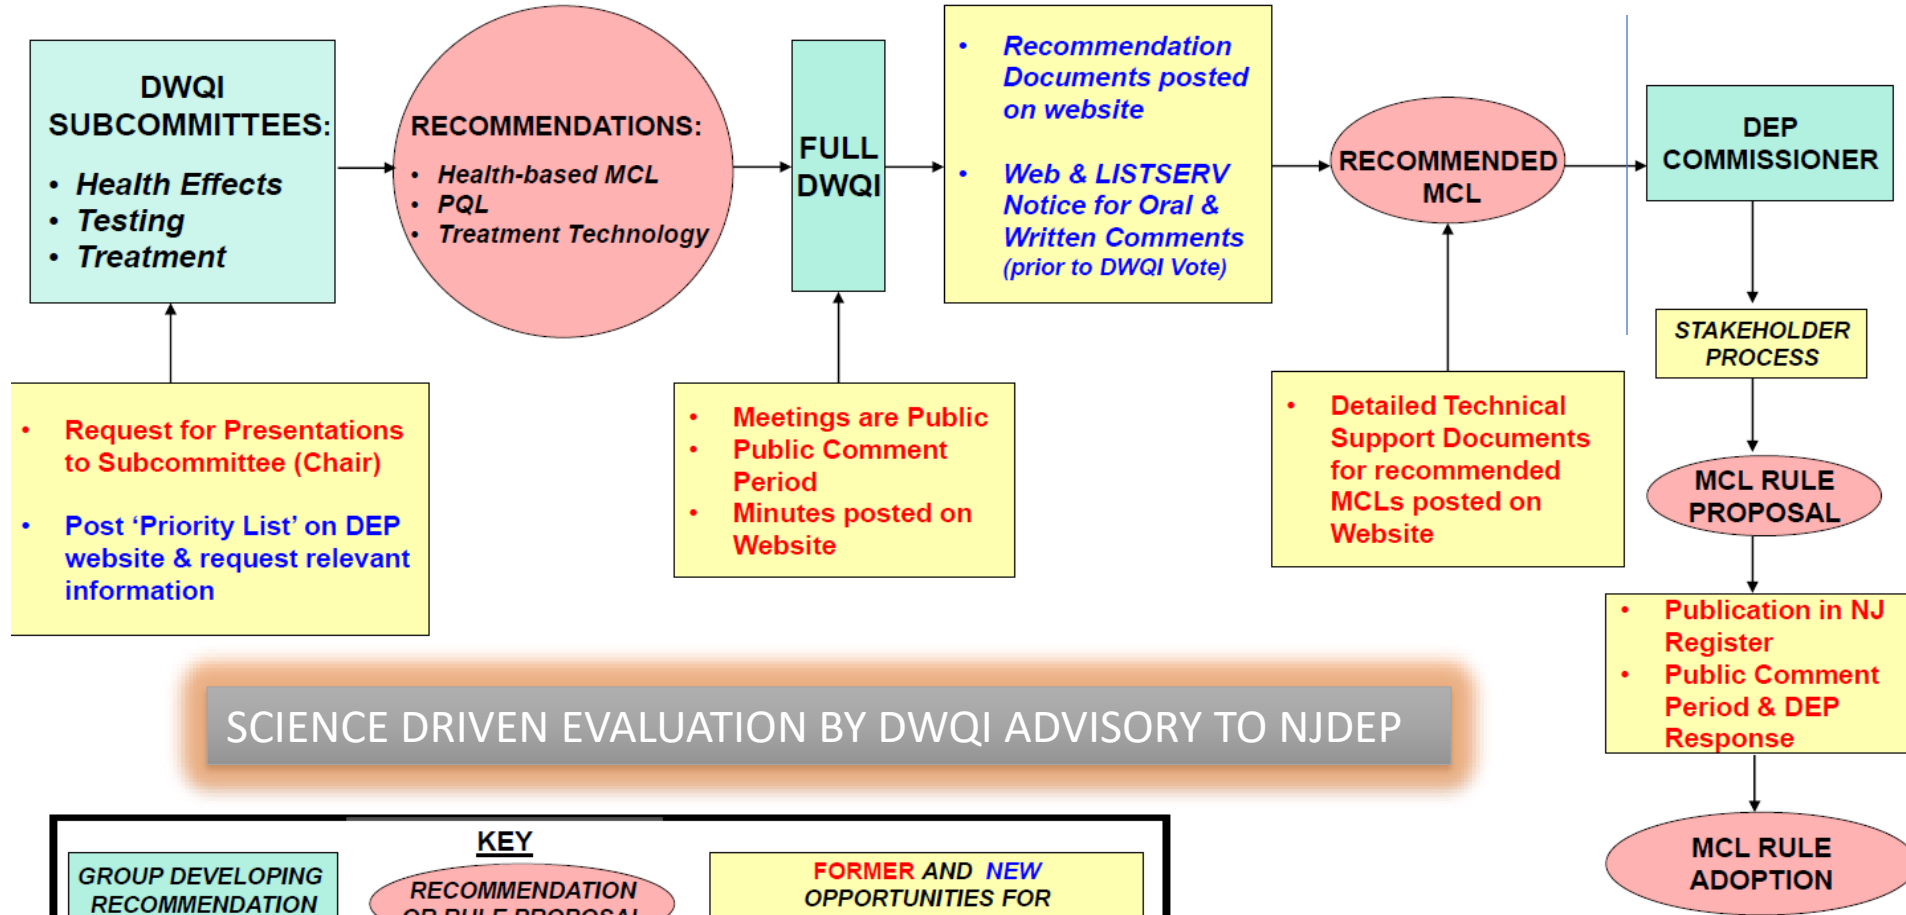 DWQI
SUBCOMMITTEES:
• Health Effects
• Testing
• Treatment
RECOMMENDATIONS:
• Health-based MCL
• PQL
• Treatment Technology
FULL
DWQI
• Recommendation
Documents posted
on website
• Web & LISTSERV
Notice for Oral &
Written Comments
(prior to DWQI Vote)
RECOMMENDED
MCL
DEP
COMMISSIONER
STAKEHOLDER
PROCESS
• Request for Presentations
to Subcommittee (Chair)
• Post ‘Priority List’ on DEP
website & request relevant
information
• Meetings are Public
• Public Comment
Period
• Minutes posted on
Website
• Detailed Technical
Support Documents
for recommended
MCLs posted on
Website
MCL RULE
PROPOSAL
• Publication in NJ
Register
• Public Comment
Period & DEP
Response
MCL RULE
ADOPTION
SCIENCE DRIVEN EVALUATION BY DWQI ADVISORY TO NJDEP
KEY
GROUP DEVELOPING
RECOMMENDATION
RECOMMENDATION
OR RULE PROPOSAL
FORMER AND NEW
OPPORTUNITIES FOR